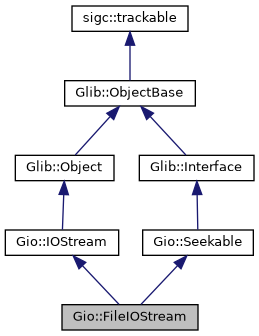 sigc::trackable
Glib::ObjectBase
Glib::Object
Glib::Interface
Gio::IOStream
Gio::Seekable
Gio::FileIOStream